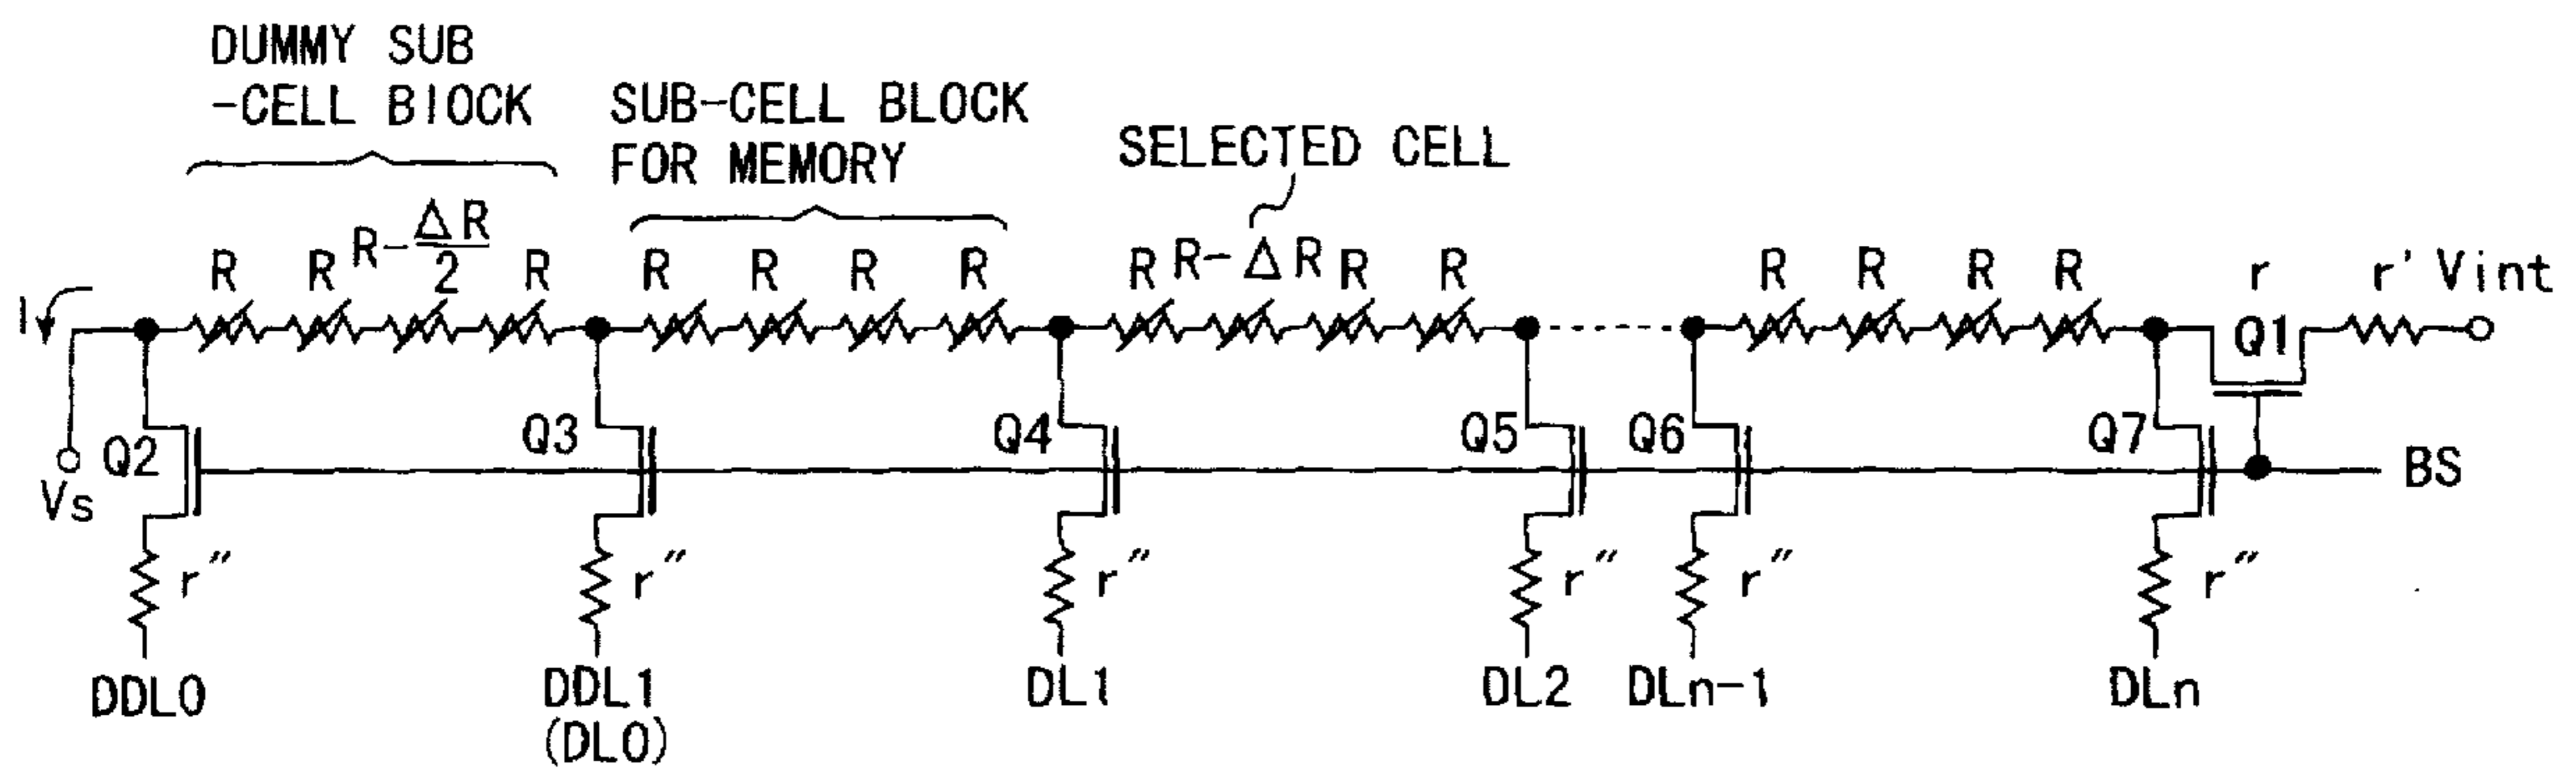 DUMMY SUB
-CELL BIOCK
SUB-CELL BLOCK
FOR MEMORY
SELECTED CELL
R R R-ΔR/2 R R R R R R R-ΔR R R R R R R r r' Vint
I
Q1
Vs Q2 Q3 Q4 Q5 Q6 Q7 BS
r″ r″ r″ r″ r″ r″
DDL0 DDL1 DL1 DL2 DLn-1 DLn
(DL0)